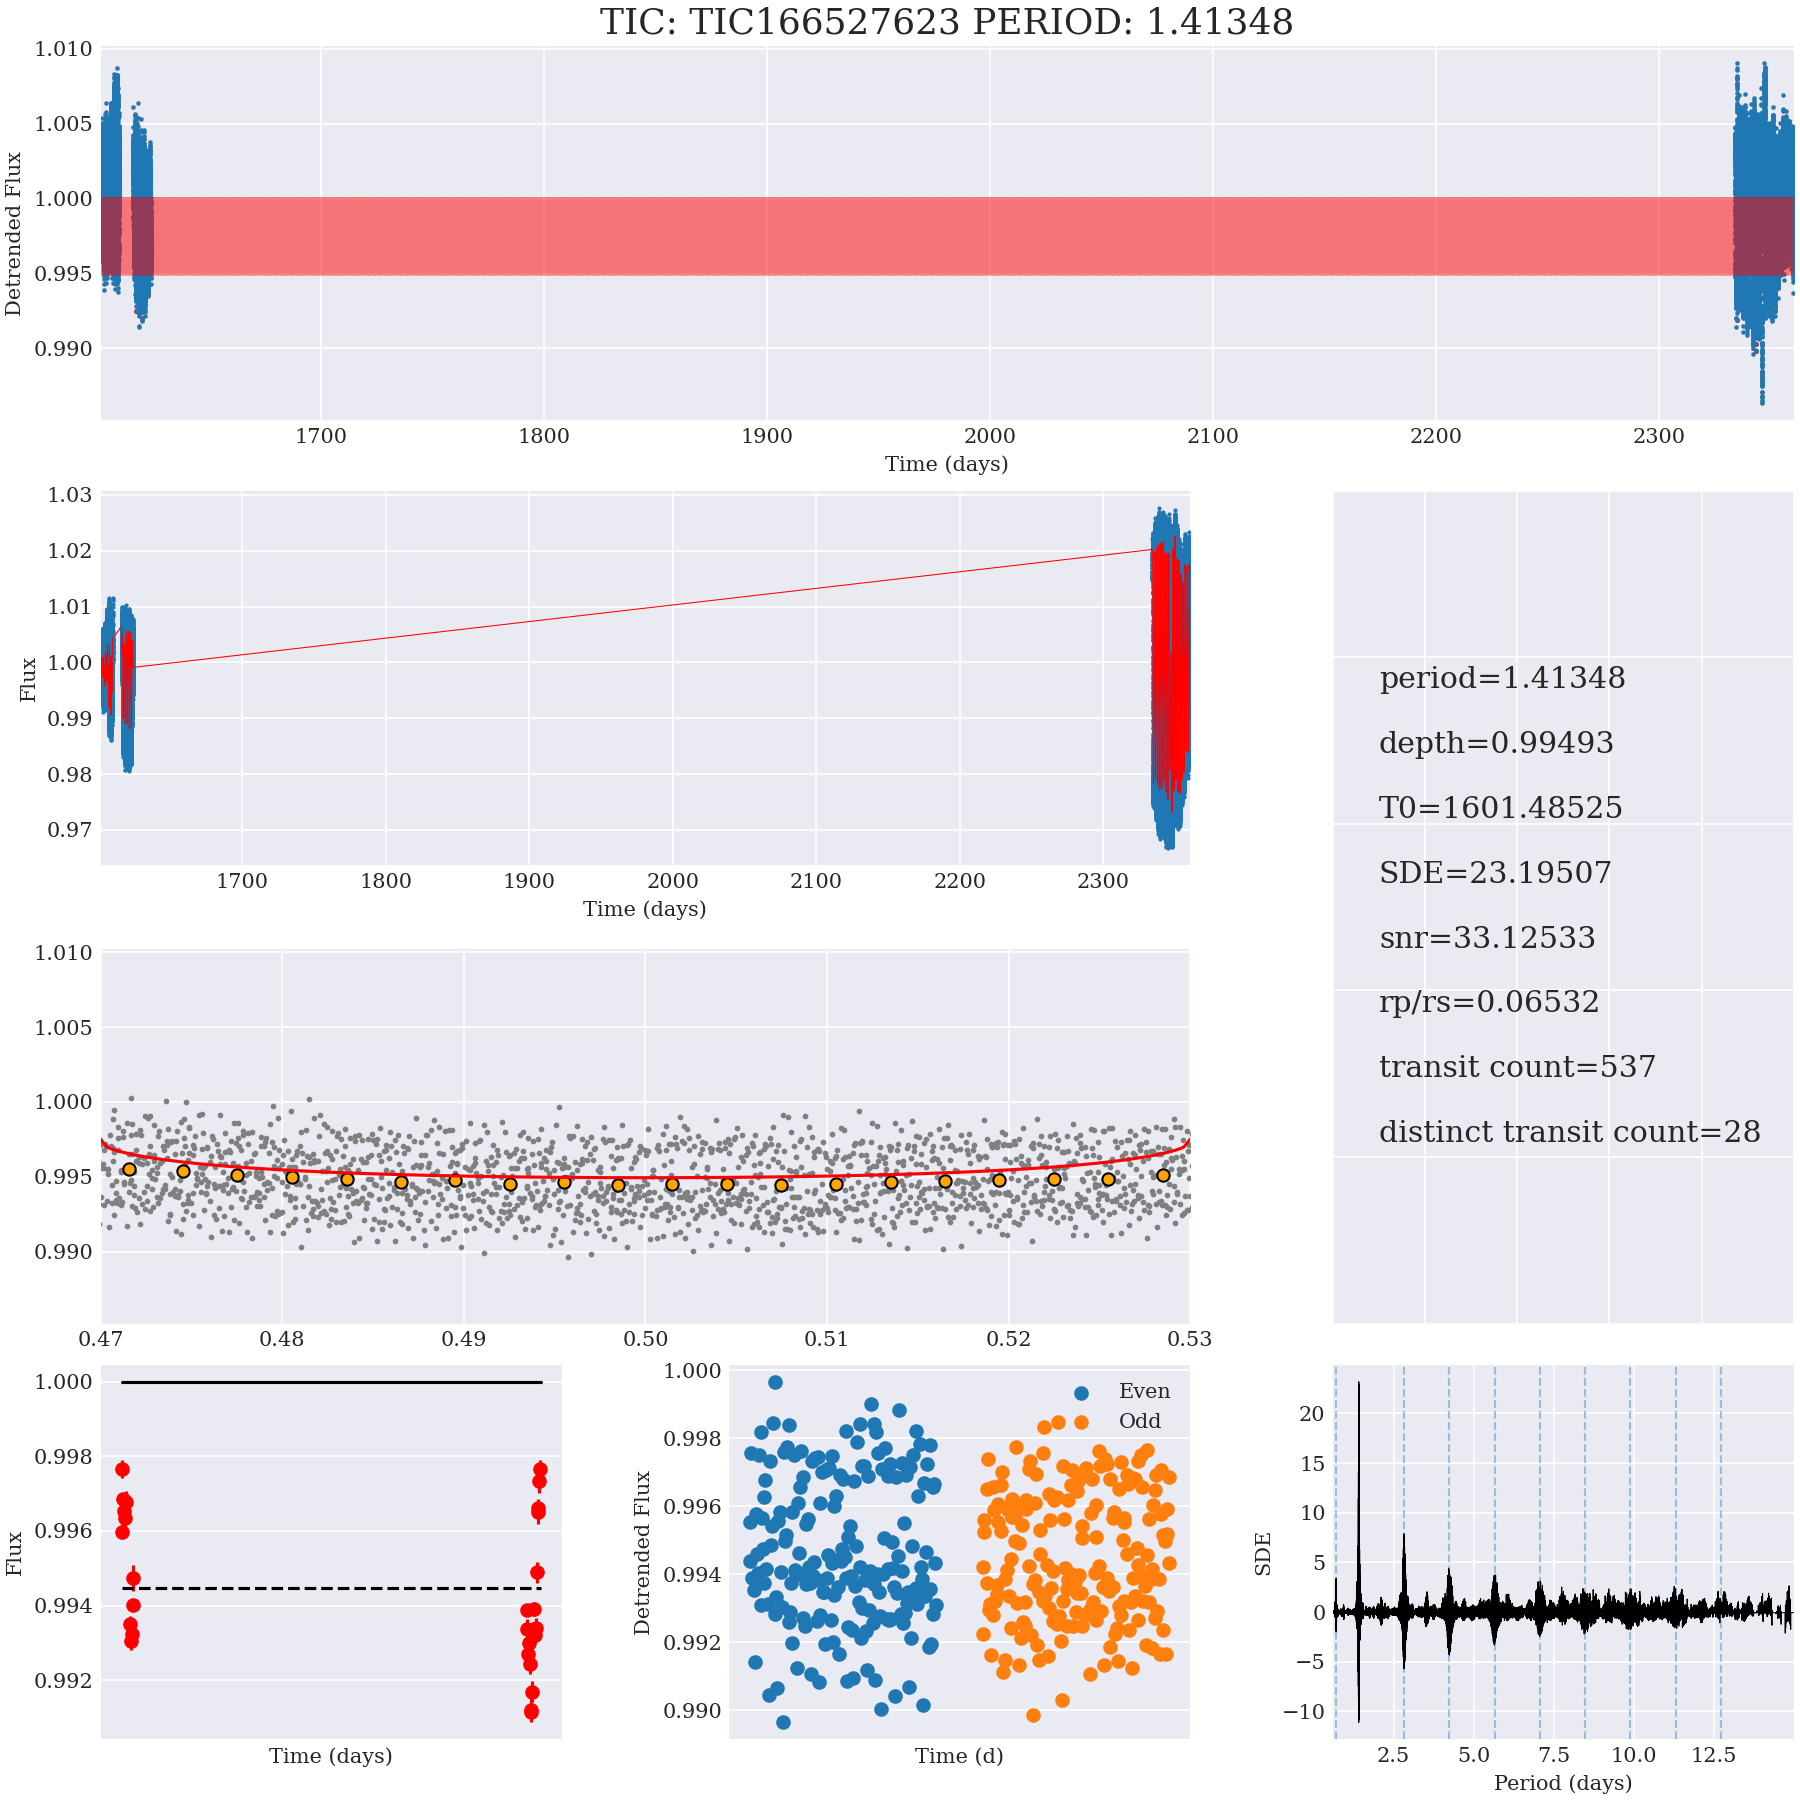 TIC: TIC166527623 PERIOD: 1.41348
1.010
1.005
1.000
0.995
0.990
Detrended Flux
1700 1800 1900 2000 2100 2200 2300
Time (days)
1.03
1.02
1.01
1.00
0.99
0.98
0.97
Flux
1700 1800 1900 2000 2100 2200 2300
Time (days)
period=1.41348
depth=0.99493
T0=1601.48525
SDE=23.19507
snr=33.12533
rp/rs=0.06532
transit count=537
distinct transit count=28
1.010
1.005
1.000
0.995
0.990
0.47 0.48 0.49 0.50 0.51 0.52 0.53
1.000
0.998
0.996
0.994
0.992
Flux
Time (days)
1.000
0.998
0.996
0.994
0.992
0.990
Detrended Flux
Even
Odd
Time (d)
20
15
10
5
0
−5
−10
SDE
2.5 5.0 7.5 10.0 12.5
Period (days)